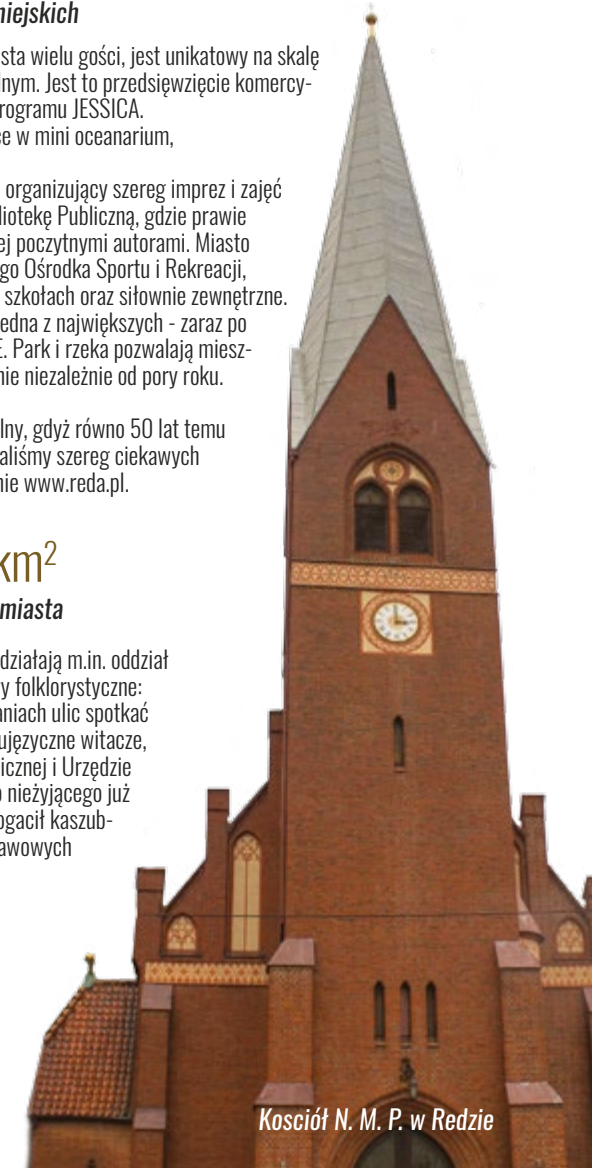 miejskich
sta wielu gości, jest unikatowy na skalę
lnym. Jest to przedsięwzięcie komercy-
rogramu JESSICA.
e w mini oceanarium,
organizujący szereg imprez i zajęć
liotekę Publiczną, gdzie prawie
ej poczytnymi autorami. Miasto
go Ośrodka Sportu i Rekreacji,
szkołach oraz siłownie zewnętrzne.
edna z największych - zaraz po
E. Park i rzeka pozwalają miesz-
nie niezależnie od pory roku.
lny, gdyż równo 50 lat temu
aliśmy szereg ciekawych
nie www.reda.pl.
km²
miasta
działają m.in. oddział
y folklorystyczne:
aniach ulic spotkać
ujęzyczne witacze,
icznej i Urzędzie
o nieżyjącego już
ogacił kaszub-
awowych
Kosciół N. M. P. w Redzie